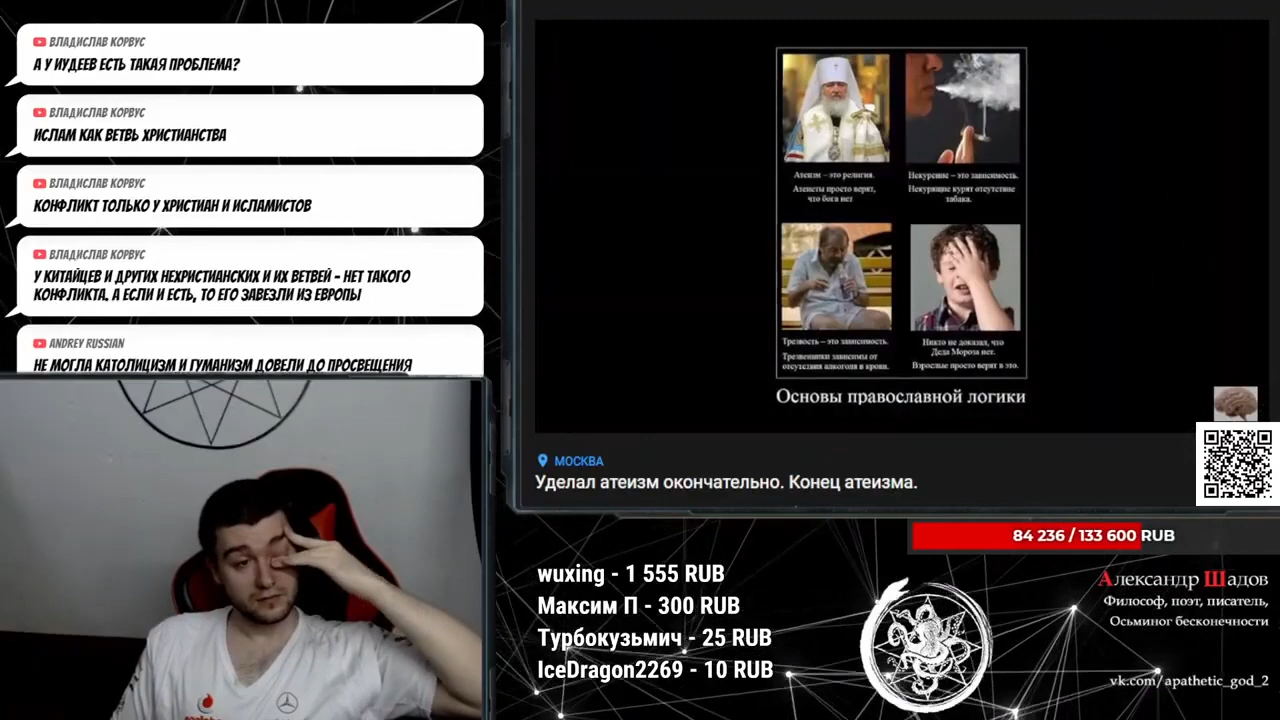 ВЛАДИСЛАВ КОРВУС
А У ИУДЕЕВ ЕСТЬ ТАКАЯ ПРОБЛЕМА?
ВЛАДИСЛАВ КОРВУС
ИСЛАМ КАК ВЕТВЬ ХРИСТИАНСТВА
ВЛАДИСЛАВ КОРВУС
КОНФЛИКТ ТОЛЬКО У ХРИСТИАН И ИСЛАМИСТОВ
ВЛАДИСЛАВ КОРВУС
У КИТАЙЦЕВ И ДРУГИХ НЕХРИСТИАНСКИХ И ИХ ВЕТВЕЙ - НЕТ ТАКОГО
КОНФЛИКТА. А ЕСЛИ И ЕСТЬ, ТО ЕГО ЗАВЕЗЛИ ИЗ ЕВРОПЫ
ANDREY RUSSIAN
НЕ МОГЛА КАТОЛИЦИЗМ И ГУМАНИЗМ ДОВЕЛИ ДО ПРОСВЕЩЕНИЯ
Атеизм – это религия.
Атеисты просто верят,
что бога нет
Некурение – это зависимость.
Некурящие курят отсутствие
табака.
Трезвость – это зависимость.
Трезвенники зависимы от
отсутствия алкоголя в крови.
Никто не доказал, что
Деда Мороза нет.
Взрослые просто верят в это.
Основы православной логики
МОСКВА
Уделал атеизм окончательно. Конец атеизма.
84 236 / 133 600 RUB
wuxing - 1 555 RUB
Максим П - 300 RUB
Турбокузьмич - 25 RUB
IceDragon2269 - 10 RUB
Александр Шадов
Философ, поэт, писатель,
Осьминог бесконечности
vk.com/apathetic_god_2